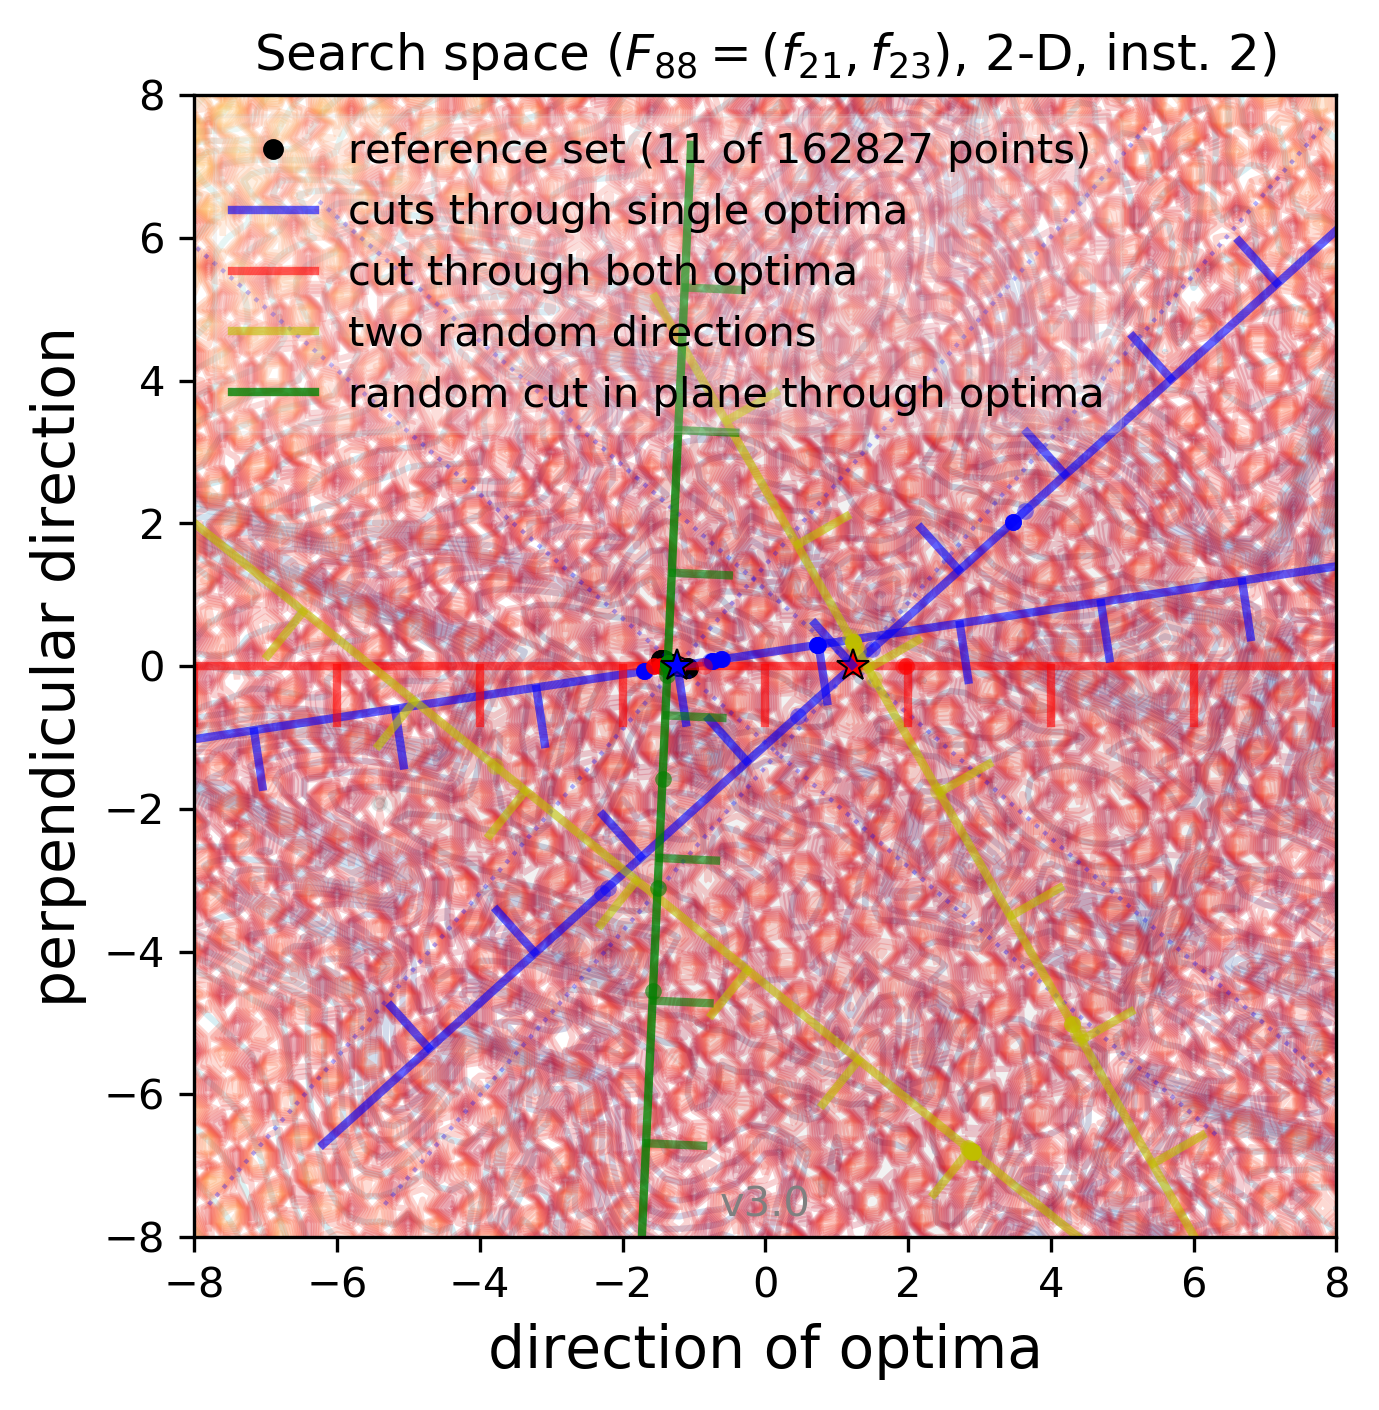 Search space (F₈₈ = (f₂₁, f₂₃), 2-D, inst. 2)
reference set (11 of 162827 points)
cuts through single optima
cut through both optima
two random directions
random cut in plane through optima
perpendicular direction
8
6
4
2
0
−2
−4
−6
−8
v3.0
−8 −6 −4 −2 0 2 4 6 8
direction of optima